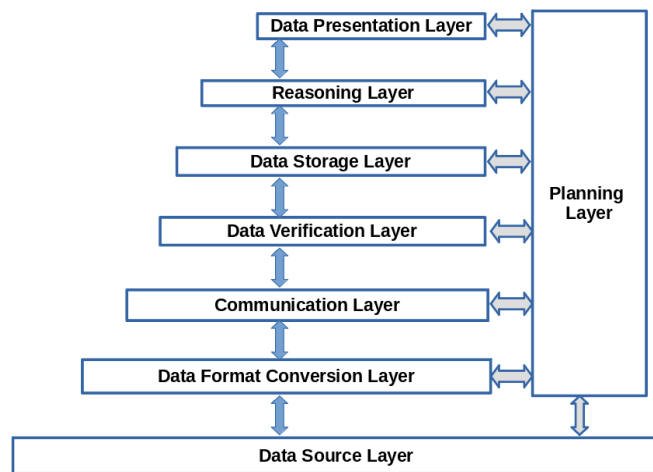 Data Presentation Layer
Reasoning Layer
Data Storage Layer
Planning
Layer
Data Verification Layer
Communication Layer
Data Format Conversion Layer
Data Source Layer